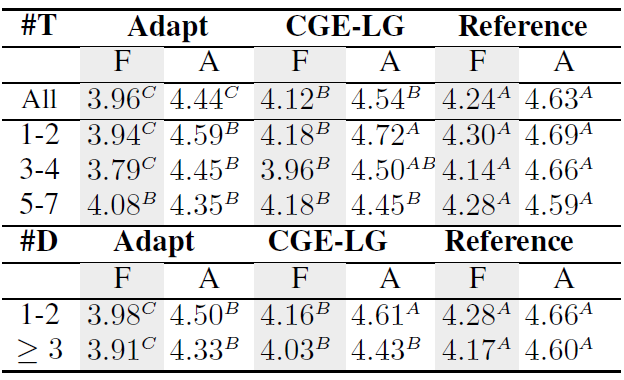 #T Adapt CGE-LG Reference
F A F A F A
All 3.96^C 4.44^C 4.12^B 4.54^B 4.24^A 4.63^A
1-2 3.94^C 4.59^B 4.18^B 4.72^A 4.30^A 4.69^A
3-4 3.79^C 4.45^B 3.96^B 4.50^AB 4.14^A 4.66^A
5-7 4.08^B 4.35^B 4.18^B 4.45^B 4.28^A 4.59^A
#D Adapt CGE-LG Reference
F A F A F A
1-2 3.98^C 4.50^B 4.16^B 4.61^A 4.28^A 4.66^A
≥ 3 3.91^C 4.33^B 4.03^B 4.43^B 4.17^A 4.60^A